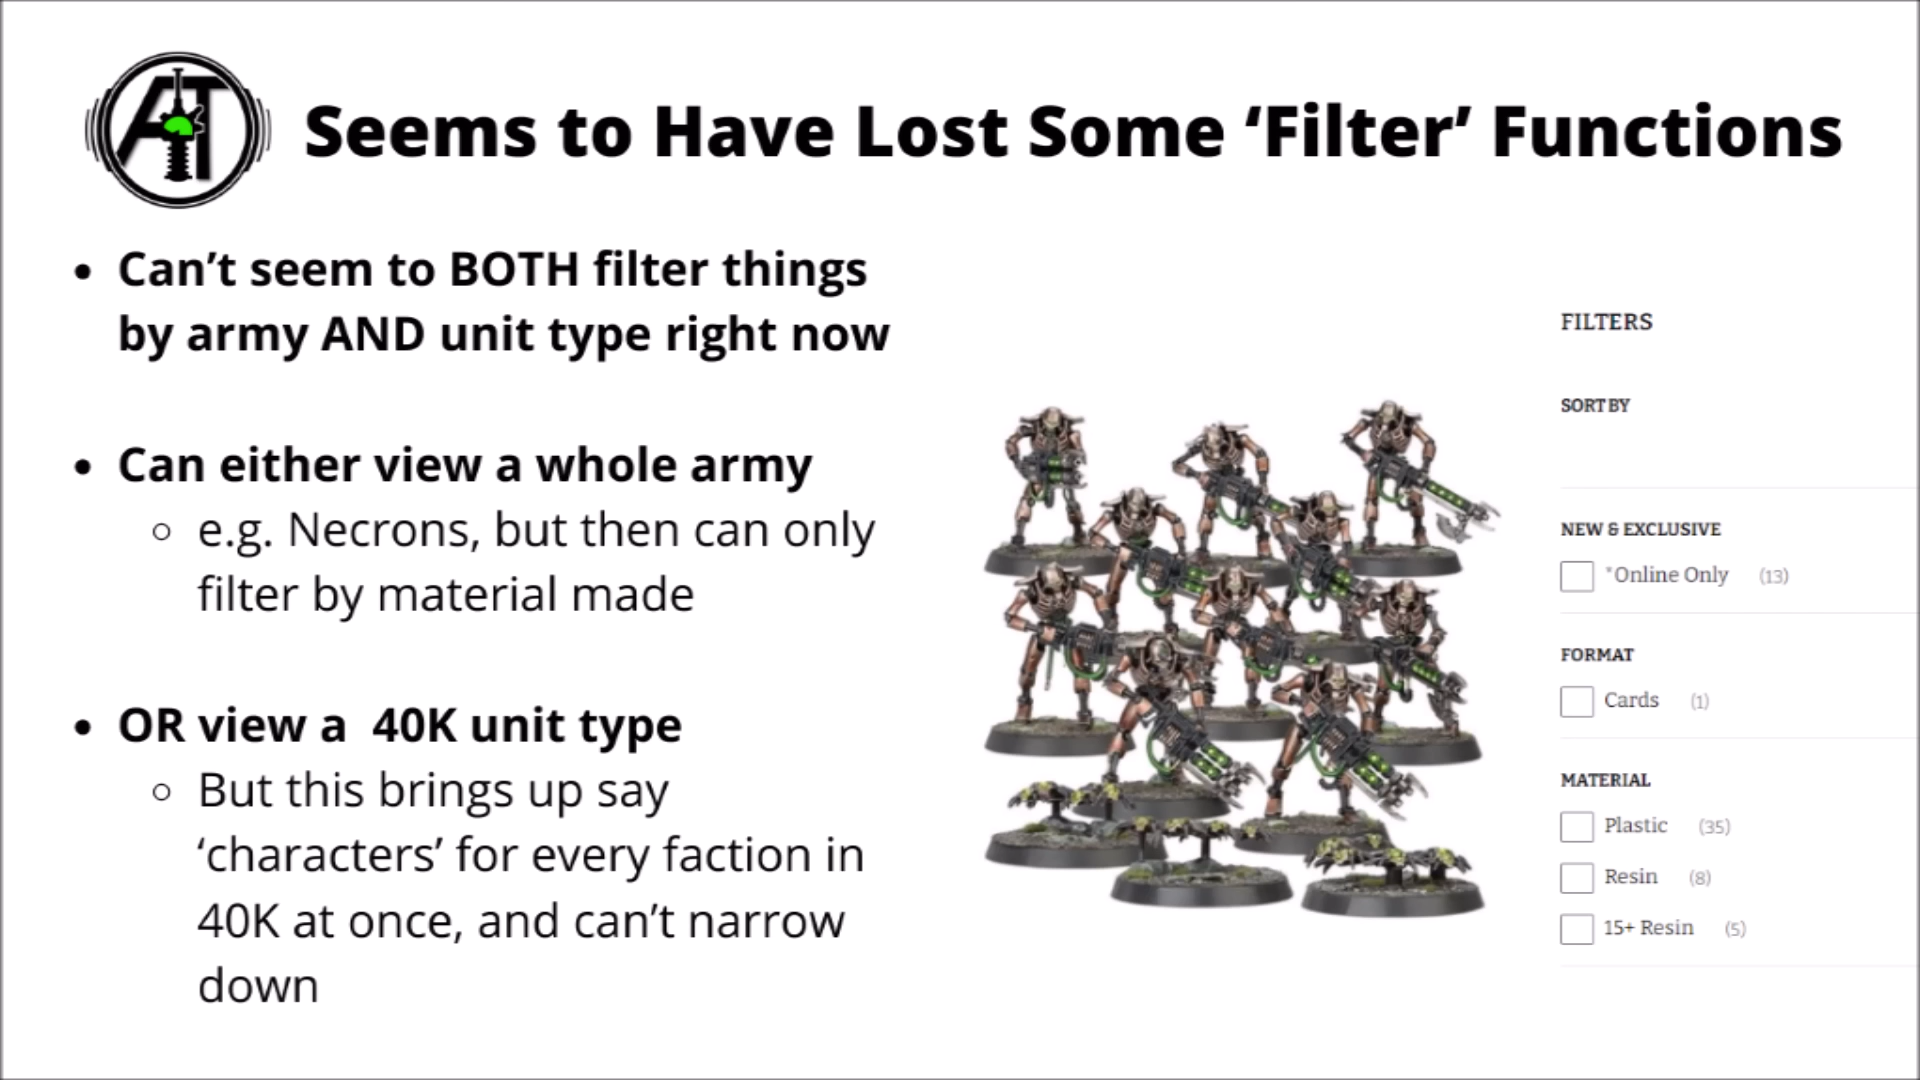 AT
Seems to Have Lost Some ‘Filter’ Functions
• Can’t seem to BOTH filter things
by army AND unit type right now
• Can either view a whole army
○ e.g. Necrons, but then can only
filter by material made
• OR view a  40K unit type
○ But this brings up say
‘characters’ for every faction in
40K at once, and can’t narrow
down
FILTERS
SORT BY
NEW & EXCLUSIVE
*Online Only (13)
FORMAT
Cards (1)
MATERIAL
Plastic (35)
Resin (8)
15+ Resin (5)